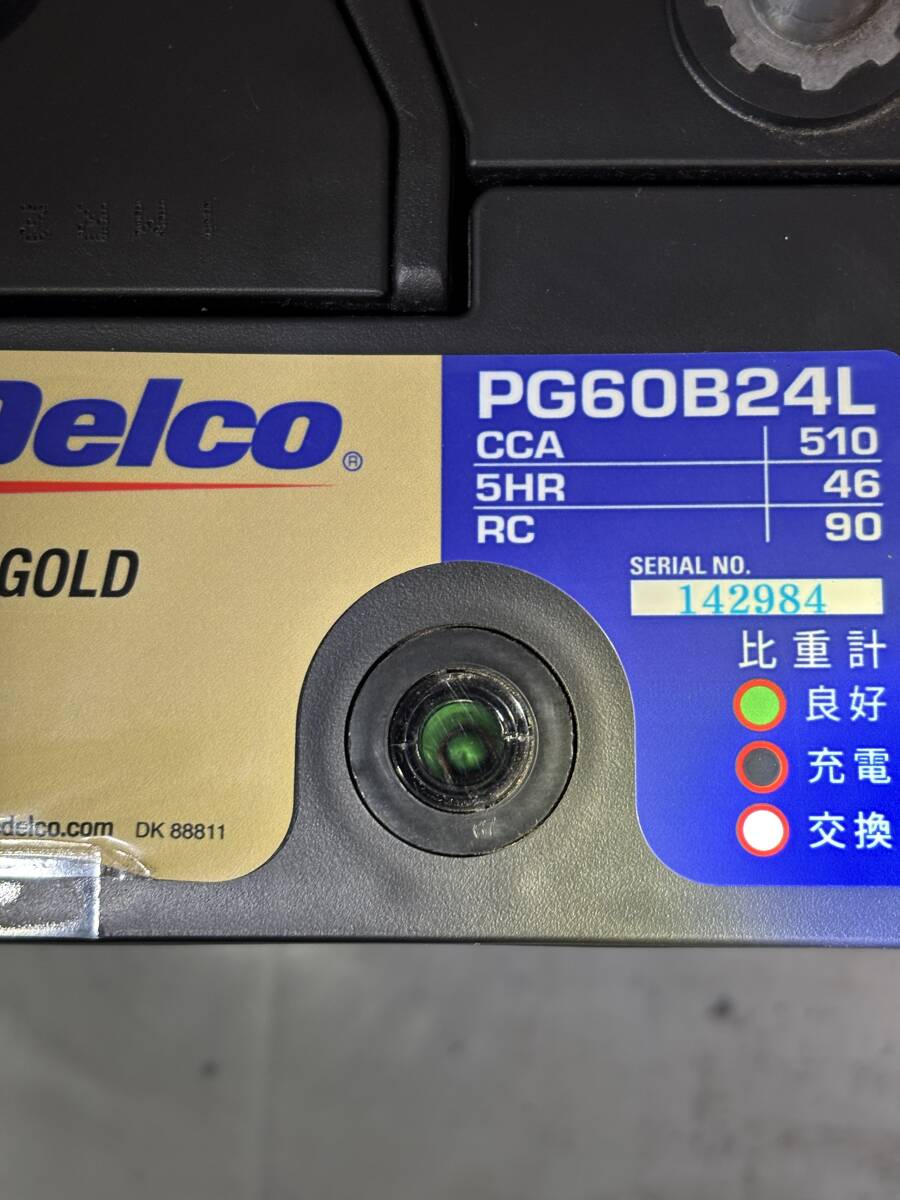 Delco®
PG60B24L
CCA 510
5HR 46
RC 90
GOLD
SERIAL NO.
142984
比重計
良好
充電
交換
delco.com DK 88811